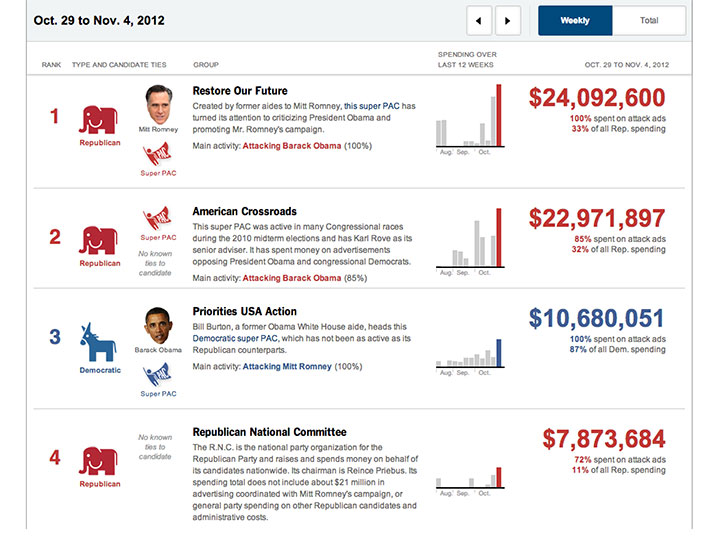 Oct. 29 to Nov. 4, 2012
Weekly
Total
RANK
TYPE AND CANDIDATE TIES
GROUP
SPENDING OVER
LAST 12 WEEKS
OCT. 29 TO NOV. 4, 2012
1
Republican
Mitt Romney
Super PAC
Restore Our Future
Created by former aides to Mitt Romney, this super PAC has
turned its attention to criticizing President Obama and
promoting Mr. Romney's campaign.
Main activity: Attacking Barack Obama (100%)
Aug. Sep. Oct.
$24,092,600
100% spent on attack ads
33% of all Rep. spending
2
Republican
Super PAC
No known
ties to
candidate
American Crossroads
This super PAC was active in many Congressional races
during the 2010 midterm elections and has Karl Rove as its
senior adviser. It has spent money on advertisements
opposing President Obama and congressional Democrats.
Main activity: Attacking Barack Obama (85%)
Aug. Sep. Oct.
$22,971,897
85% spent on attack ads
32% of all Rep. spending
3
Democratic
Barack Obama
Super PAC
Priorities USA Action
Bill Burton, a former Obama White House aide, heads this
Democratic super PAC, which has not been as active as its
Republican counterparts.
Main activity: Attacking Mitt Romney (100%)
Aug. Sep. Oct.
$10,680,051
100% spent on attack ads
87% of all Dem. spending
4
Republican
No known
ties to
candidate
Republican National Committee
The R.N.C. is the national party organization for the
Republican Party and raises and spends money on behalf of
its candidates nationwide. Its chairman is Reince Priebus. Its
spending total does not include about $21 million in
advertising coordinated with Mitt Romney's campaign, or
general party spending on other Republican candidates and
administrative costs.
Aug. Sep. Oct.
$7,873,684
72% spent on attack ads
11% of all Rep. spending